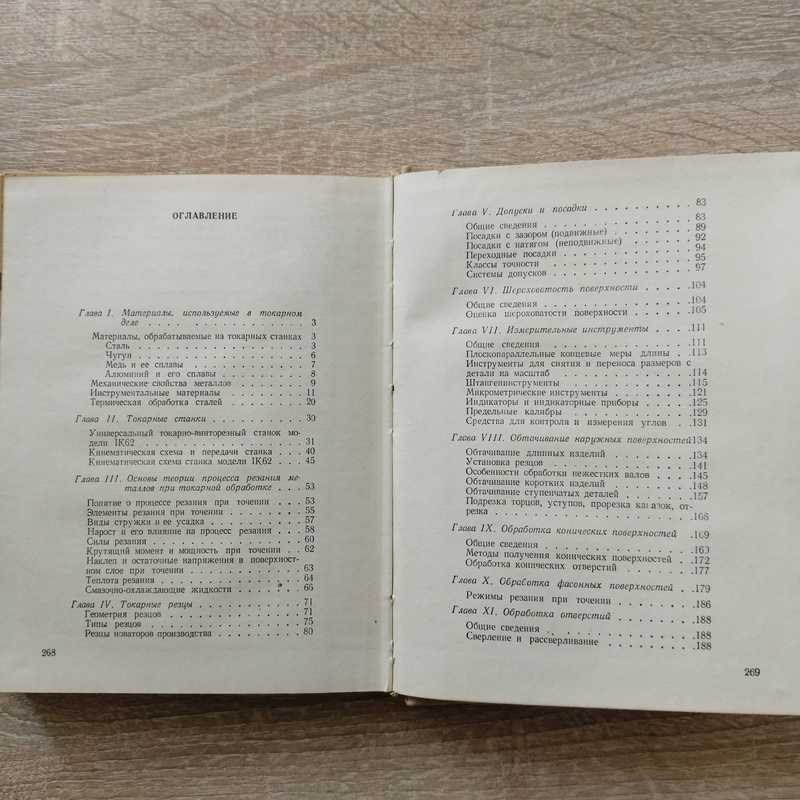 ОГЛАВЛЕНИЕ
Глава I. Материалы, используемые в токарном
деле . . . . . . . . . . . 3
Материалы, обрабатываемые на токарных станках 3
Сталь . . . . . . . . . . . 3
Чугун . . . . . . . . . . . 6
Медь и ее сплавы . . . . . . . . 7
Алюминий и его сплавы . . . . . . 8
Механические свойства металлов . . . . . 9
Инструментальные материалы . . . . . 11
Термическая обработка сталей . . . . . 20
Глава II. Токарные станки . . . . . . . 30
Универсальный токарно-винторезный станок мо-
дели 1К62 . . . . . . . . . . 31
Кинематическая схема и передачи станка . . . 40
Кинематическая схема станка модели 1К62 . . . 45
Глава III. Основы теории процесса резания ме-
таллов при токарной обработке . . . 53
Понятие о процессе резания при точении . . . 53
Элементы резания при точении . . . . . 55
Виды стружки и ее усадка . . . . . . 57
Нарост и его влияние на процесс резания . . . 58
Силы резания . . . . . . . . . 60
Крутящий момент и мощность при точении . . 62
Наклеп и остаточные напряжения в поверхност-
ном слое при точении . . . . . . . 63
Теплота резания . . . . . . . . . 64
Смазочно-охлаждающие жидкости . . . . . 65
Глава IV. Токарные резцы . . . . . . . 71
Геометрия резцов . . . . . . . . . 71
Типы резцов . . . . . . . . . . 75
Резцы новаторов производства . . . . . . 80
268
Глава V. Допуски и посадки . . . . . . . 83
Общие сведения . . . . . . . . . 83
Посадки с зазором (подвижные) . . . . . 89
Посадки с натягом (неподвижные) . . . . . 92
Переходные посадки . . . . . . . . 94
Классы точности . . . . . . . . . 95
Системы допусков . . . . . . . . . 97
Глава VI. Шероховатость поверхности . . . . .104
Общие сведения . . . . . . . . . .104
Оценка шероховатости поверхности . . . . .105
Глава VII. Измерительные инструменты . . . .111
Общие сведения . . . . . . . . . .111
Плоскопараллельные концевые меры длины . . .113
Инструменты для снятия и переноса размеров с
детали на масштаб . . . . . . . . .114
Штангенинструменты . . . . . . . . .115
Микрометрические инструменты . . . . . .121
Индикаторы и индикаторные приборы . . . .125
Предельные калибры . . . . . . . . .129
Средства для контроля и измерения углов . . .131
Глава VIII. Обтачивание наружных поверхностей134
Обтачивание длинных изделий . . . . . .134
Установка резцов . . . . . . . . . .141
Особенности обработки нежестких валов . . . .145
Обтачивание коротких изделий . . . . . .148
Обтачивание ступенчатых деталей . . . . . .157
Подрезка торцов, уступов, прорезка канавок, от-
резка . . . . . . . . . . . . .168
Глава IX. Обработка конических поверхностей .169
Общие сведения . . . . . . . . . .169
Методы получения конических поверхностей . .172
Обработка конических отверстий . . . . . .177
Глава X. Обработка фасонных поверхностей . . .179
Режимы резания при точении . . . . . . .186
Глава XI. Обработка отверстий . . . . . . .188
Общие сведения . . . . . . . . . .188
Сверление и рассверливание . . . . . . .188
269